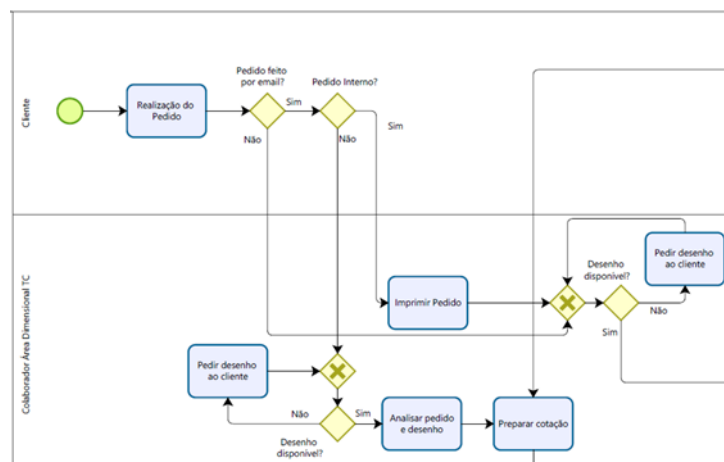 Cliente
Realização do
Pedido
Pedido feito
por email?
Sim
Não
Pedido Interno?
Sim
Não
Colaborador Área Dimensional TC
Imprimir Pedido
Desenho
disponível?
Não
Sim
Pedir desenho
ao cliente
Pedir desenho
ao cliente
Não
Sim
Desenho
disponível?
Analisar pedido
e desenho
Preparar cotação